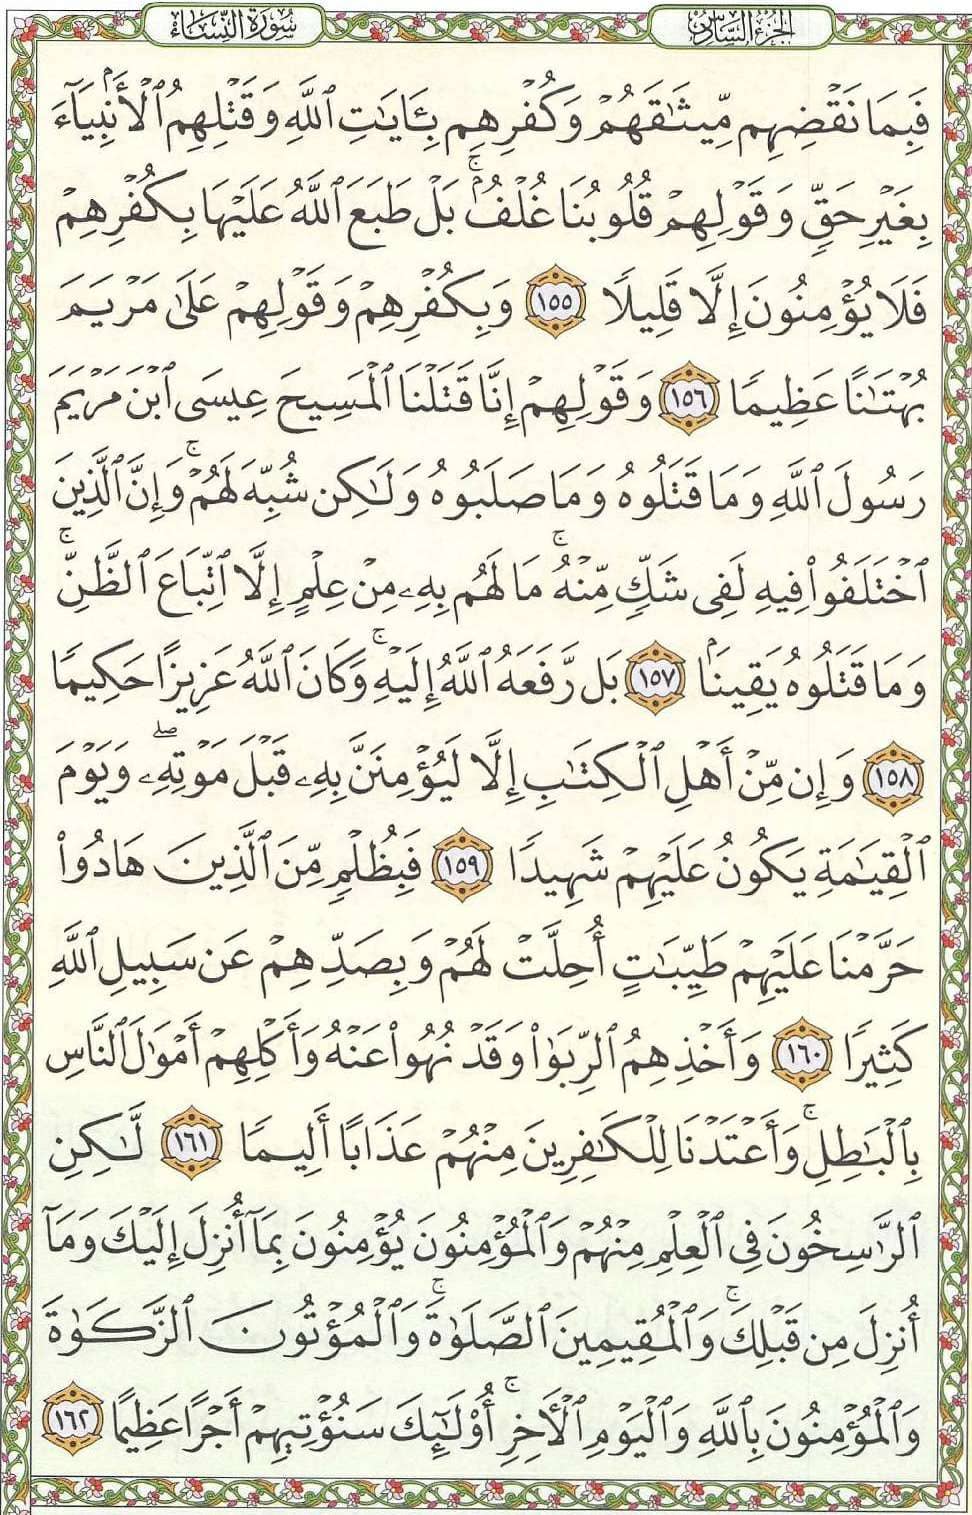 الجزء السادس
سورة النساء
فَبِمَا نَقۡضِهِم مِّيثَٰقَهُمۡ وَكُفۡرِهِم بِـَٔايَٰتِ ٱللَّهِ وَقَتۡلِهِمُ ٱلۡأَنۢبِيَآءَ
بِغَيۡرِ حَقّٖ وَقَوۡلِهِمۡ قُلُوبُنَا غُلۡفُۢۚ بَلۡ طَبَعَ ٱللَّهُ عَلَيۡهَا بِكُفۡرِهِمۡ
فَلَا يُؤۡمِنُونَ إِلَّا قَلِيلٗا ١٥٥ وَبِكُفۡرِهِمۡ وَقَوۡلِهِمۡ عَلَىٰ مَرۡيَمَ
بُهۡتَٰنًا عَظِيمٗا ١٥٦ وَقَوۡلِهِمۡ إِنَّا قَتَلۡنَا ٱلۡمَسِيحَ عِيسَى ٱبۡنَ مَرۡيَمَ
رَسُولَ ٱللَّهِ وَمَا قَتَلُوهُ وَمَا صَلَبُوهُ وَلَٰكِن شُبِّهَ لَهُمۡۚ وَإِنَّ ٱلَّذِينَ
ٱخۡتَلَفُواْ فِيهِ لَفِي شَكّٖ مِّنۡهُۚ مَا لَهُم بِهِۦ مِنۡ عِلۡمٍ إِلَّا ٱتِّبَاعَ ٱلظَّنِّۚ
وَمَا قَتَلُوهُ يَقِينَۢا ١٥٧ بَل رَّفَعَهُ ٱللَّهُ إِلَيۡهِۚ وَكَانَ ٱللَّهُ عَزِيزًا حَكِيمٗا
١٥٨ وَإِن مِّنۡ أَهۡلِ ٱلۡكِتَٰبِ إِلَّا لَيُؤۡمِنَنَّ بِهِۦ قَبۡلَ مَوۡتِهِۦۖ وَيَوۡمَ
ٱلۡقِيَٰمَةِ يَكُونُ عَلَيۡهِمۡ شَهِيدٗا ١٥٩ فَبِظُلۡمٖ مِّنَ ٱلَّذِينَ هَادُواْ
حَرَّمۡنَا عَلَيۡهِمۡ طَيِّبَٰتٍ أُحِلَّتۡ لَهُمۡ وَبِصَدِّهِمۡ عَن سَبِيلِ ٱللَّهِ
كَثِيرٗا ١٦٠ وَأَخۡذِهِمُ ٱلرِّبَوٰاْ وَقَدۡ نُهُواْ عَنۡهُ وَأَكۡلِهِمۡ أَمۡوَٰلَ ٱلنَّاسِ
بِٱلۡبَٰطِلِۚ وَأَعۡتَدۡنَا لِلۡكَٰفِرِينَ مِنۡهُمۡ عَذَابًا أَلِيمٗا ١٦١ لَّٰكِنِ
ٱلرَّٰسِخُونَ فِي ٱلۡعِلۡمِ مِنۡهُمۡ وَٱلۡمُؤۡمِنُونَ يُؤۡمِنُونَ بِمَآ أُنزِلَ إِلَيۡكَ وَمَآ
أُنزِلَ مِن قَبۡلِكَۚ وَٱلۡمُقِيمِينَ ٱلصَّلَوٰةَۚ وَٱلۡمُؤۡتُونَ ٱلزَّكَوٰةَ
وَٱلۡمُؤۡمِنُونَ بِٱللَّهِ وَٱلۡيَوۡمِ ٱلۡأٓخِرِۚ أُوْلَٰٓئِكَ سَنُؤۡتِيهِمۡ أَجۡرًا عَظِيمًا ١٦٢